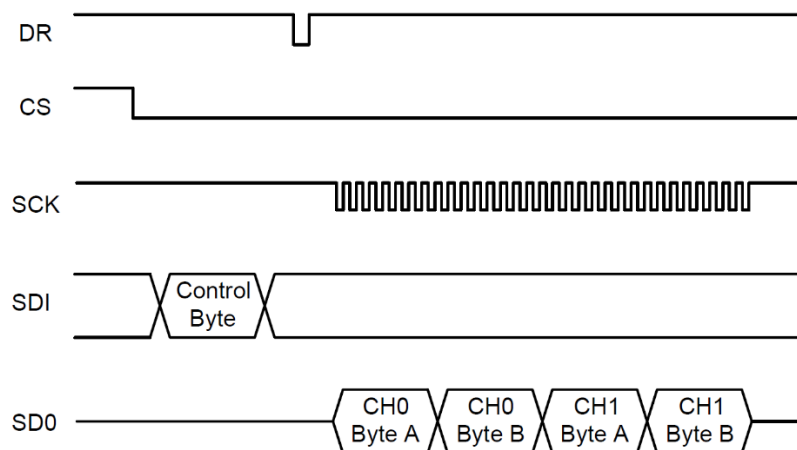 DR
CS
SCK
SDI
Control
Byte
SD0
CH0
Byte A
CH0
Byte B
CH1
Byte A
CH1
Byte B